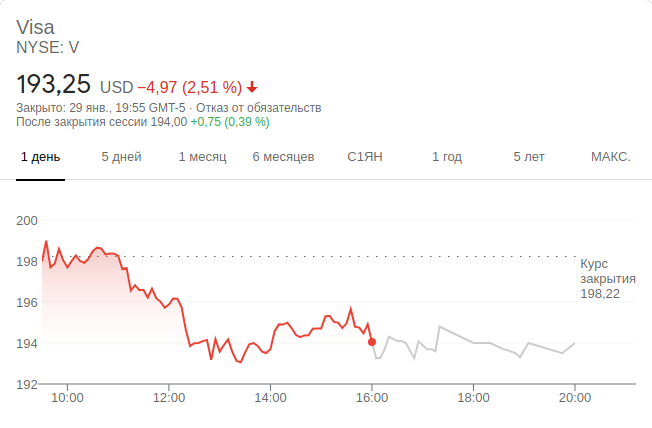 Visa
NYSE: V
193,25 USD −4,97 (2,51 %)
Закрыто: 29 янв., 19:55 GMT-5 · Отказ от обязательств
После закрытия сессии 194,00 +0,75 (0,39 %)
1 день 5 дней 1 месяц 6 месяцев С1ЯН 1 год 5 лет МАКС.
200
198
196
194
192
Курс
закрытия
198,22
10:00 12:00 14:00 16:00 18:00 20:00